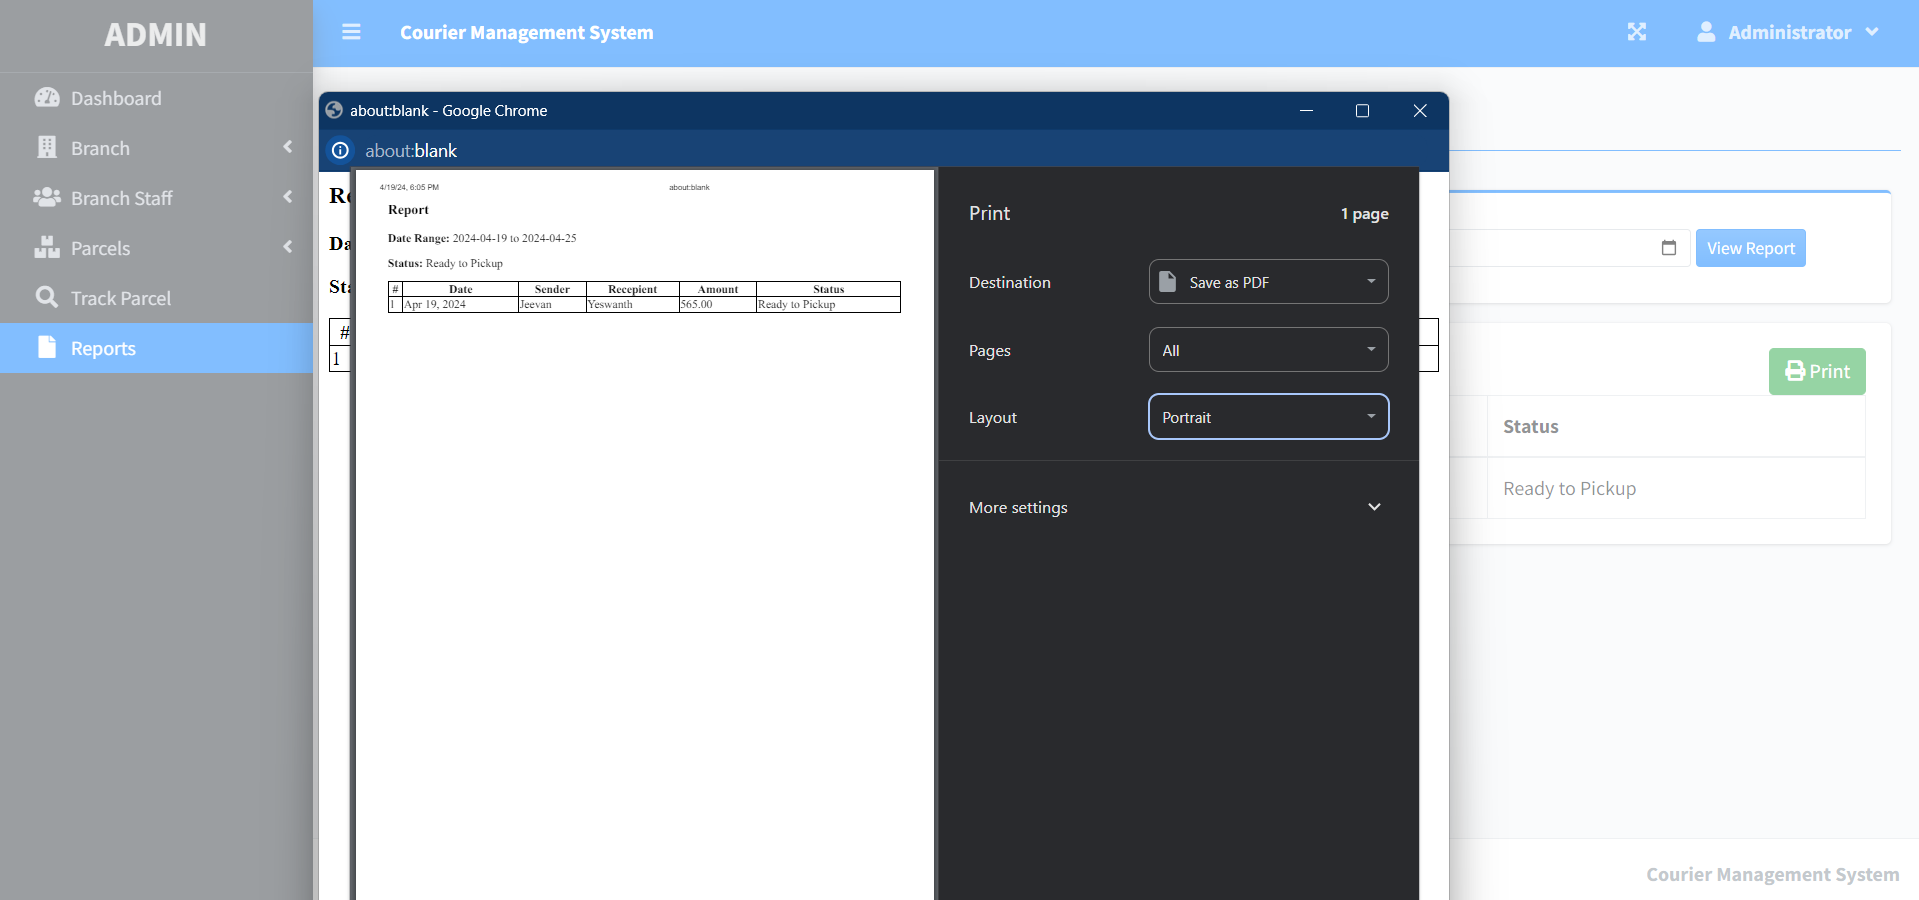 ADMIN
Courier Management System
Administrator
Dashboard
Branch
Branch Staff
Parcels
Track Parcel
Reports
about:blank - Google Chrome
about:blank
4/19/24, 6:05 PM about:blank
Report
Date Range: 2024-04-19 to 2024-04-25
Status: Ready to Pickup
# Date Sender Recepient Amount Status
1 Apr 19, 2024 Jeevan Yeswanth 565.00 Ready to Pickup
#
1
Print 1 page
Destination Save as PDF
Pages All
Layout Portrait
More settings
View Report
Print
Status
Ready to Pickup
Courier Management System